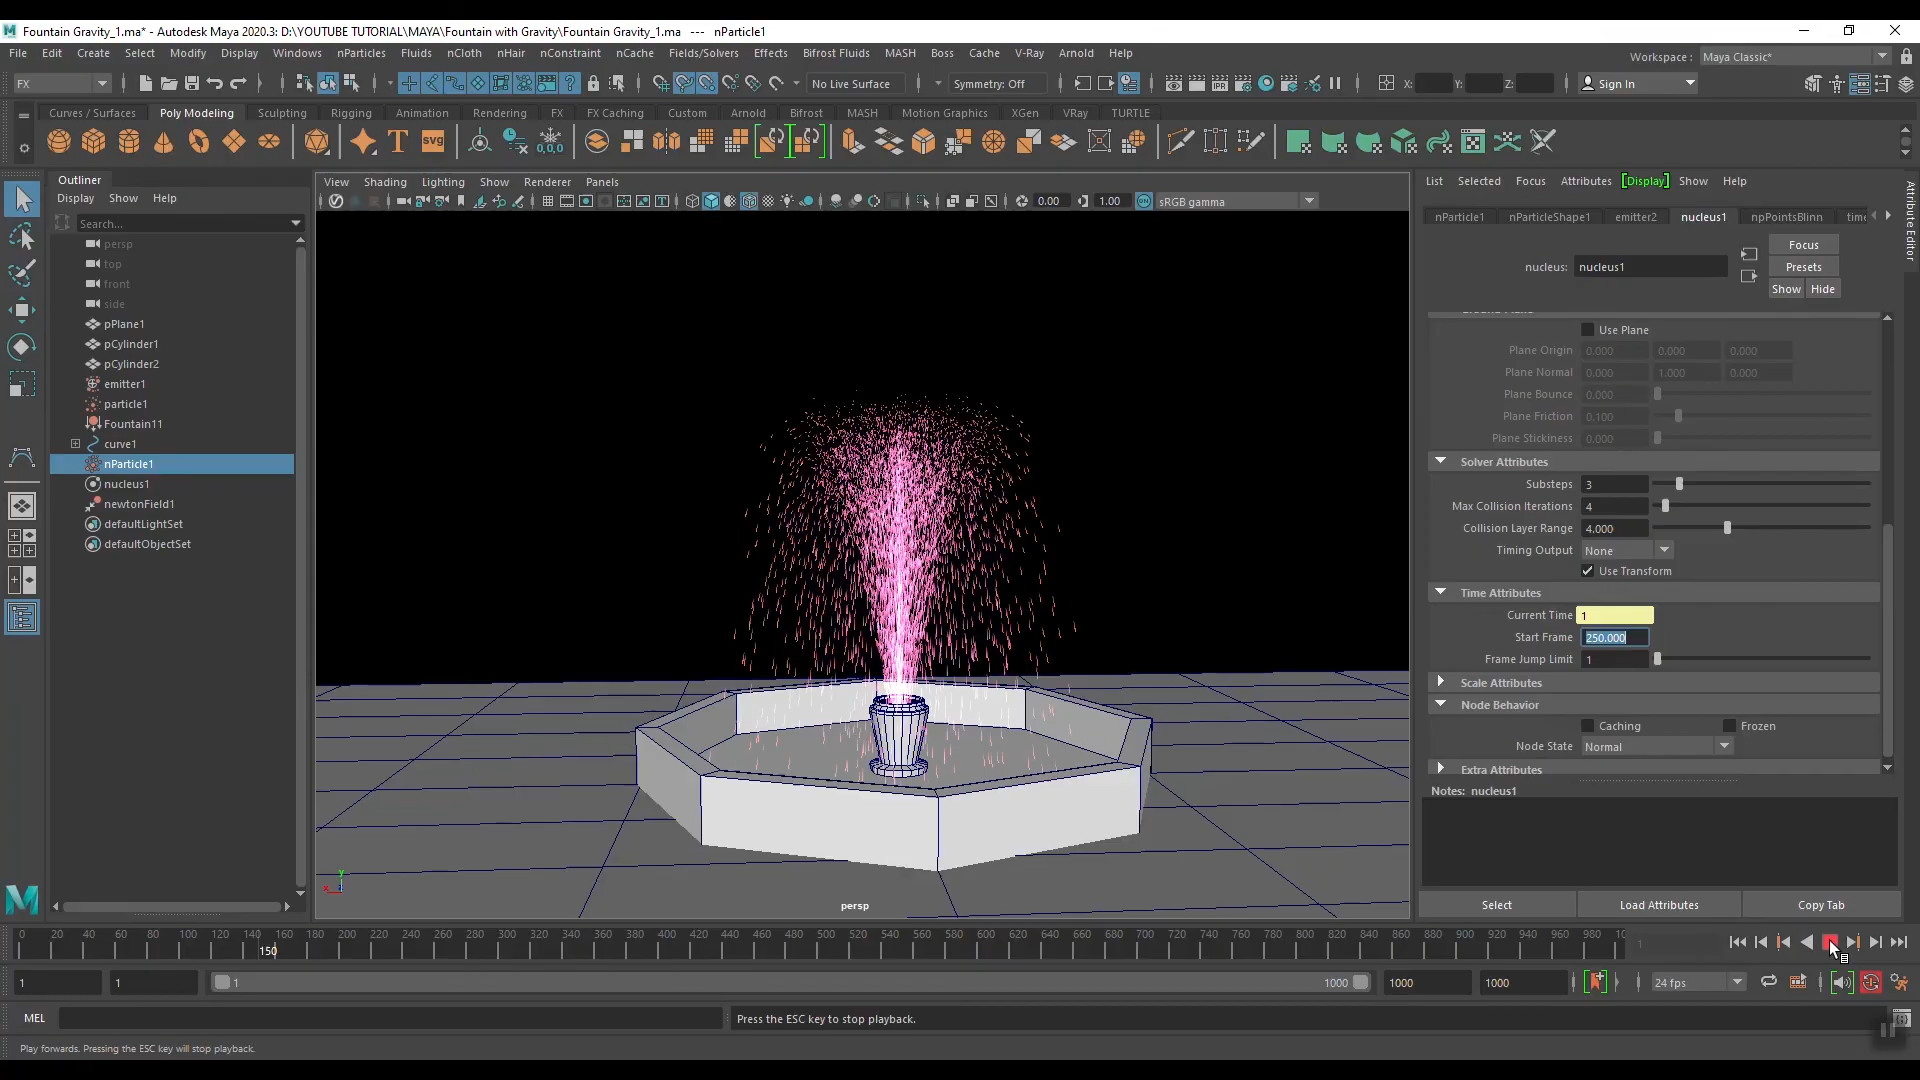 Fountain Gravity_1.ma* - Autodesk Maya 2020.3: D:\YOUTUBE TUTORIAL\MAYA\Fountain with Gravity\Fountain Gravity_1.ma --- nParticle1
File Edit Create Select Modify Display Windows nParticles Fluids nCloth nHair nConstraint nCache Fields/Solvers Effects Bifrost Fluids MASH Boss Cache V-Ray Arnold Help
Workspace : Maya Classic*
FX No Live Surface Symmetry: Off X: Y: Z: Sign In
Curves / Surfaces Poly Modeling Sculpting Rigging Animation Rendering FX FX Caching Custom Arnold Bifrost MASH Motion Graphics XGen VRay TURTLE
T SVG 0,0,0
Outliner
Display Show Help
Search...
persp
top
front
side
pPlane1
pCylinder1
pCylinder2
emitter1
particle1
Fountain11
curve1
nParticle1
nucleus1
newtonField1
defaultLightSet
defaultObjectSet
View Shading Lighting Show Renderer Panels
0.00 1.00 sRGB gamma
y
x
persp
List Selected Focus Attributes [Display] Show Help
nParticle1 nParticleShape1 emitter2 nucleus1 npPointsBlinn time
Attribute Editor
Focus
nucleus: nucleus1 Presets
Show Hide
Use Plane
Plane Origin 0.000 0.000 0.000
Plane Normal 0.000 1.000 0.000
Plane Bounce 0.000
Plane Friction 0.100
Plane Stickiness 0.000
Solver Attributes
Substeps 3
Max Collision Iterations 4
Collision Layer Range 4.000
Timing Output None
Use Transform
Time Attributes
Current Time 1
Start Frame 250.000
Frame Jump Limit 1
Scale Attributes
Node Behavior
Caching Frozen
Node State Normal
Extra Attributes
Notes: nucleus1
Select Load Attributes Copy Tab
0 20 40 60 80 100 120 140 160 180 200 220 240 260 280 300 320 340 360 380 400 420 440 460 480 500 520 540 560 580 600 620 640 660 680 700 720 740 760 780 800 820 840 860 880 900 920 940 960 980 10
150 1
1 1 1 1000 1000 1000 24 fps
MEL Press the ESC key to stop playback.
Play forwards. Pressing the ESC key will stop playback.